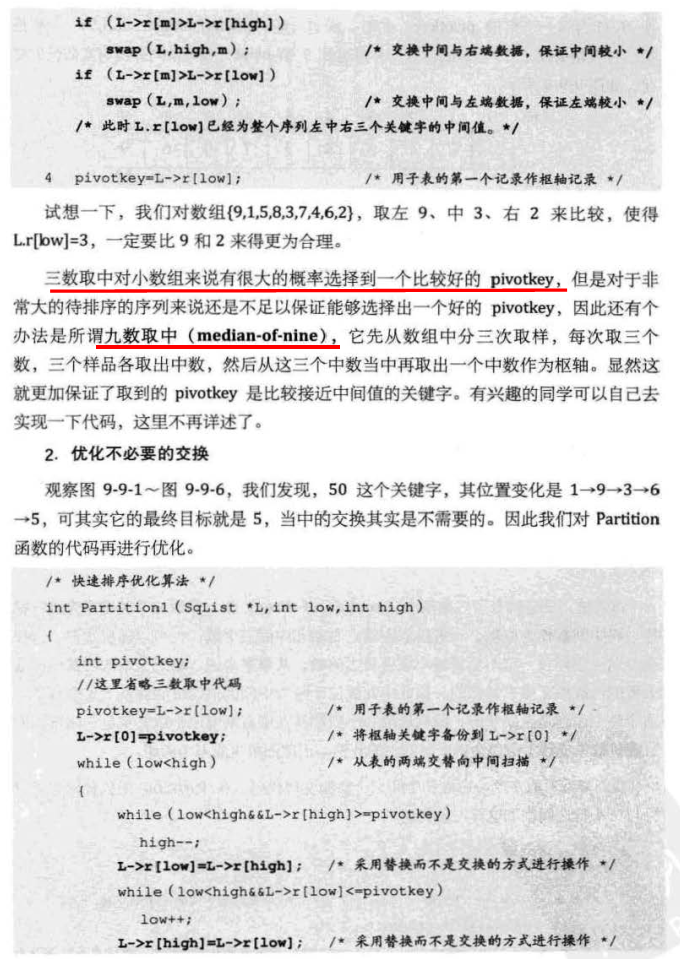 if (L->r[m]>L->r[high])
swap(L,high,m); /* 交换中间与右端数据，保证中间较小 */
if (L->r[m]>L->r[low])
swap(L,m,low); /* 交换中间与左端数据，保证左端较小 */
/* 此时L.r[low]已经为整个序列左中右三个关键字的中间值。*/
4 pivotkey=L->r[low]; /* 用子表的第一个记录作枢轴记录 */
试想一下，我们对数组{9,1,5,8,3,7,4,6,2}，取左 9、中 3、右 2 来比较，使得
L.r[low]=3，一定要比 9 和 2 来得更为合理。
三数取中对小数组来说有很大的概率选择到一个比较好的 pivotkey，但是对于非
常大的待排序的序列来说还是不足以保证能够选择出一个好的 pivotkey，因此还有个
办法是所谓九数取中（median-of-nine），它先从数组中分三次取样，每次取三个
数，三个样品各取出中数，然后从这三个中数当中再取出一个中数作为枢轴。显然这
就更加保证了取到的 pivotkey 是比较接近中间值的关键字。有兴趣的同学可以自己去
实现一下代码，这里不再详述了。
2. 优化不必要的交换
观察图 9-9-1～图 9-9-6，我们发现，50 这个关键字，其位置变化是 1→9→3→6
→5，可其实它的最终目标就是 5，当中的交换其实是不需要的。因此我们对 Partition
函数的代码再进行优化。
/* 快速排序优化算法 */
int Partition1(SqList *L,int low,int high)
{
int pivotkey;
//这里省略三数取中代码
pivotkey=L->r[low]; /* 用子表的第一个记录作枢轴记录 */
L->r[0]=pivotkey; /* 将枢轴关键字备份到L->r[0] */
while(low<high) /* 从表的两端交替向中间扫描 */
{
while(low<high&&L->r[high]>=pivotkey)
high--;
L->r[low]=L->r[high]; /* 采用替换而不是交换的方式进行操作 */
while(low<high&&L->r[low]<=pivotkey)
low++;
L->r[high]=L->r[low]; /* 采用替换而不是交换的方式进行操作 */